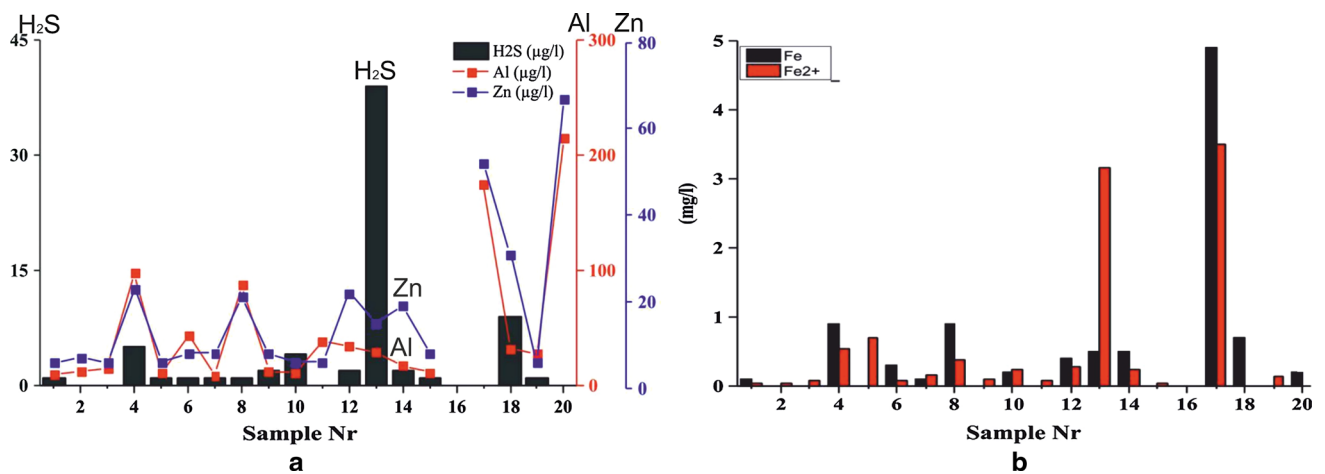 H₂S
Al Zn
45
30
15
0
H2S (µg/l)
Al (µg/l)
Zn (µg/l)
H₂S
Zn
Al
300
200
100
0
80
60
40
20
0
2 4 6 8 10 12 14 16 18 20
Sample Nr
a
Fe
Fe2+
(mg/l)
5
4
3
2
1
0
2 4 6 8 10 12 14 16 18 20
Sample Nr
b